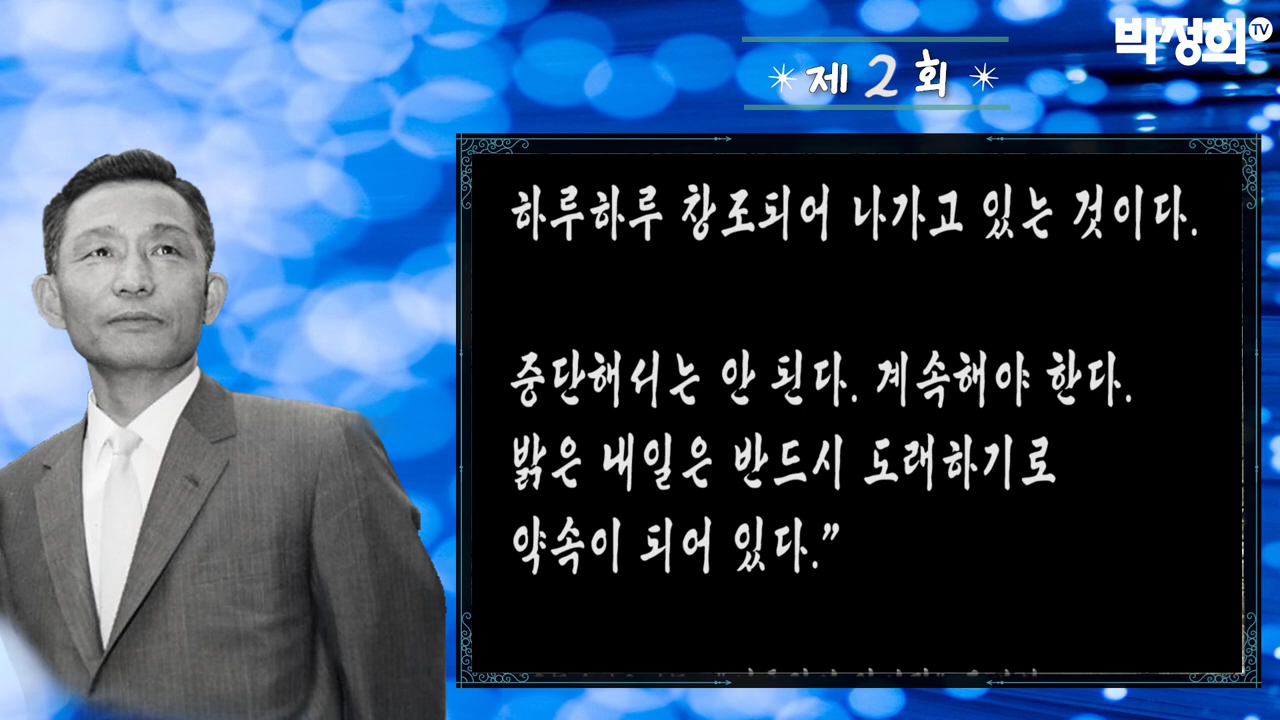 박정희TV
제 2 회
하루하루 창조되어 나가고 있는 것이다.
중단해서는 안 된다. 계속해야 한다.
밝은 내일은 반드시 도래하기로
약속이 되어 있다.”